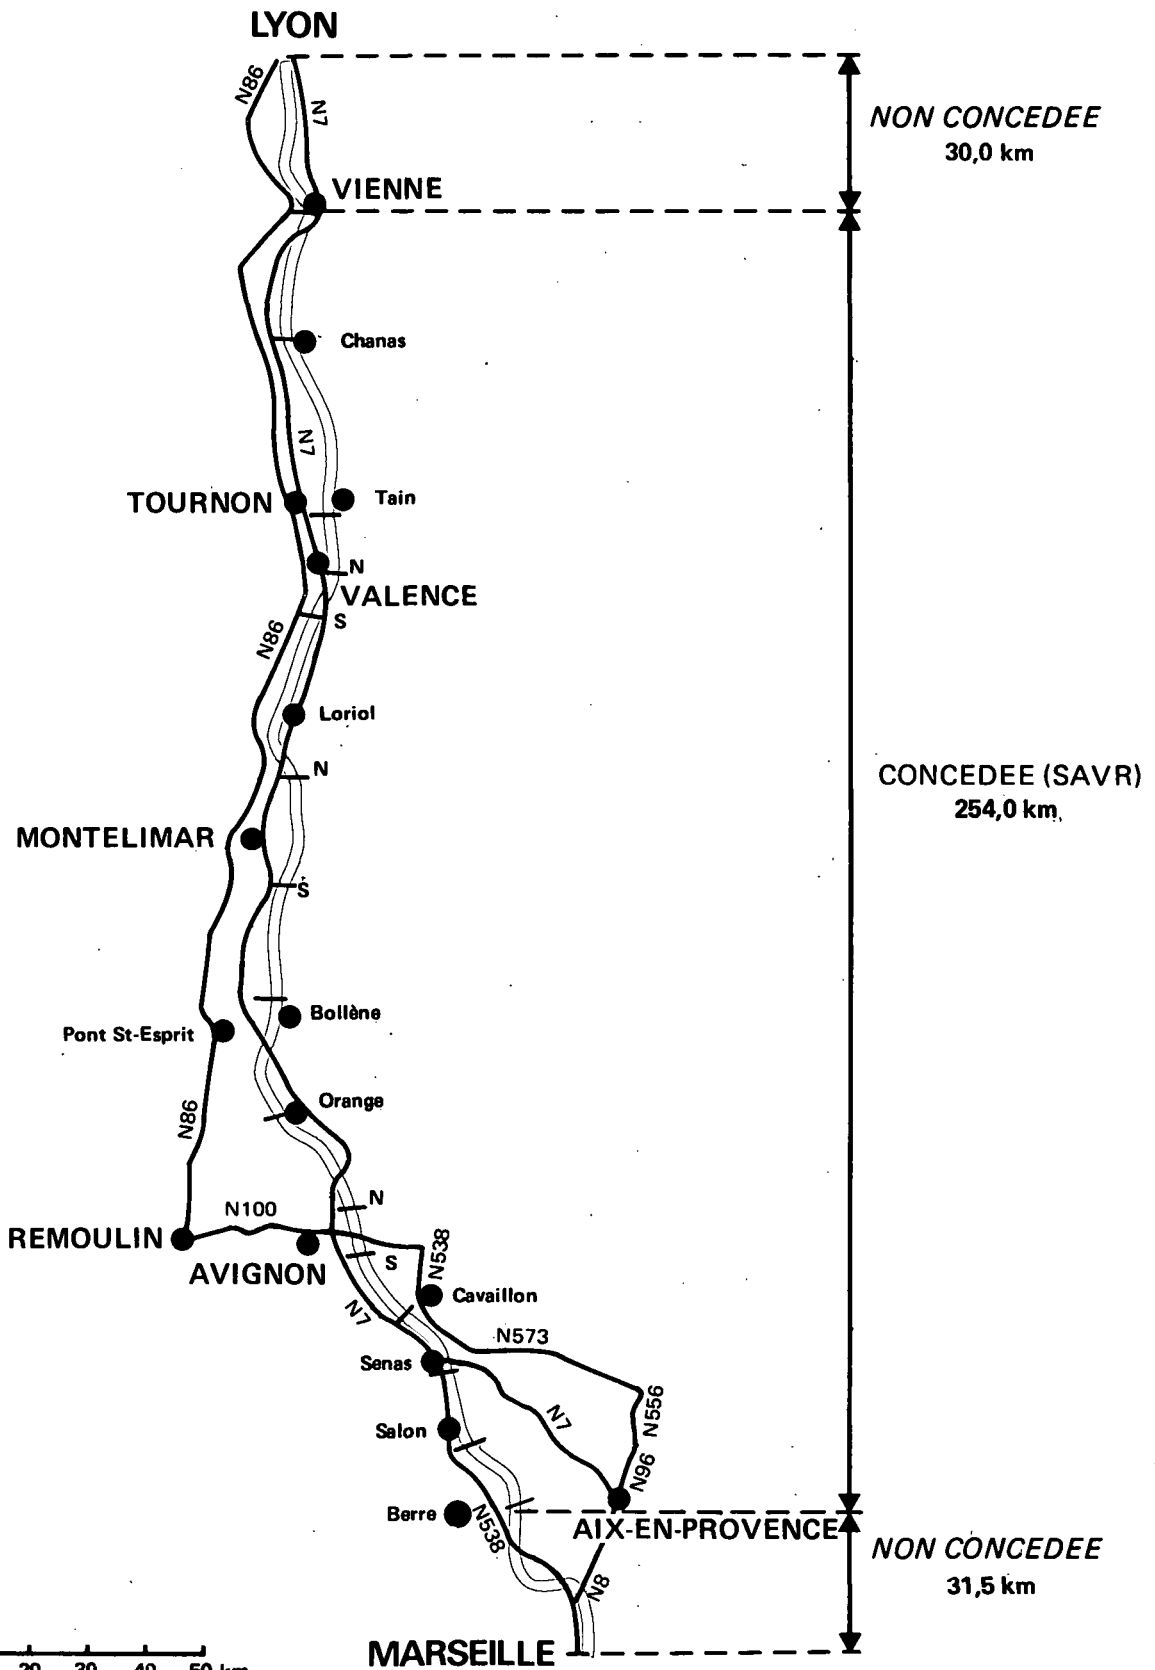 LYON
N86
N7
NON CONCEDEE
30,0 km
VIENNE
Chanas
N7
TOURNON
Tain
N
VALENCE
S
N86
Loriol
N
CONCEDEE (SAVR)
254,0 km
MONTELIMAR
S
Bollène
Pont St-Esprit
Orange
N86
N
N100
REMOULIN
AVIGNON
S
N538
Cavaillon
N7
N573
Senas
N556
N7
Salon
N96
Berre
N538
AIX-EN-PROVENCE
NON CONCEDEE
31,5 km
N8
MARSEILLE
20 30 40 50 km